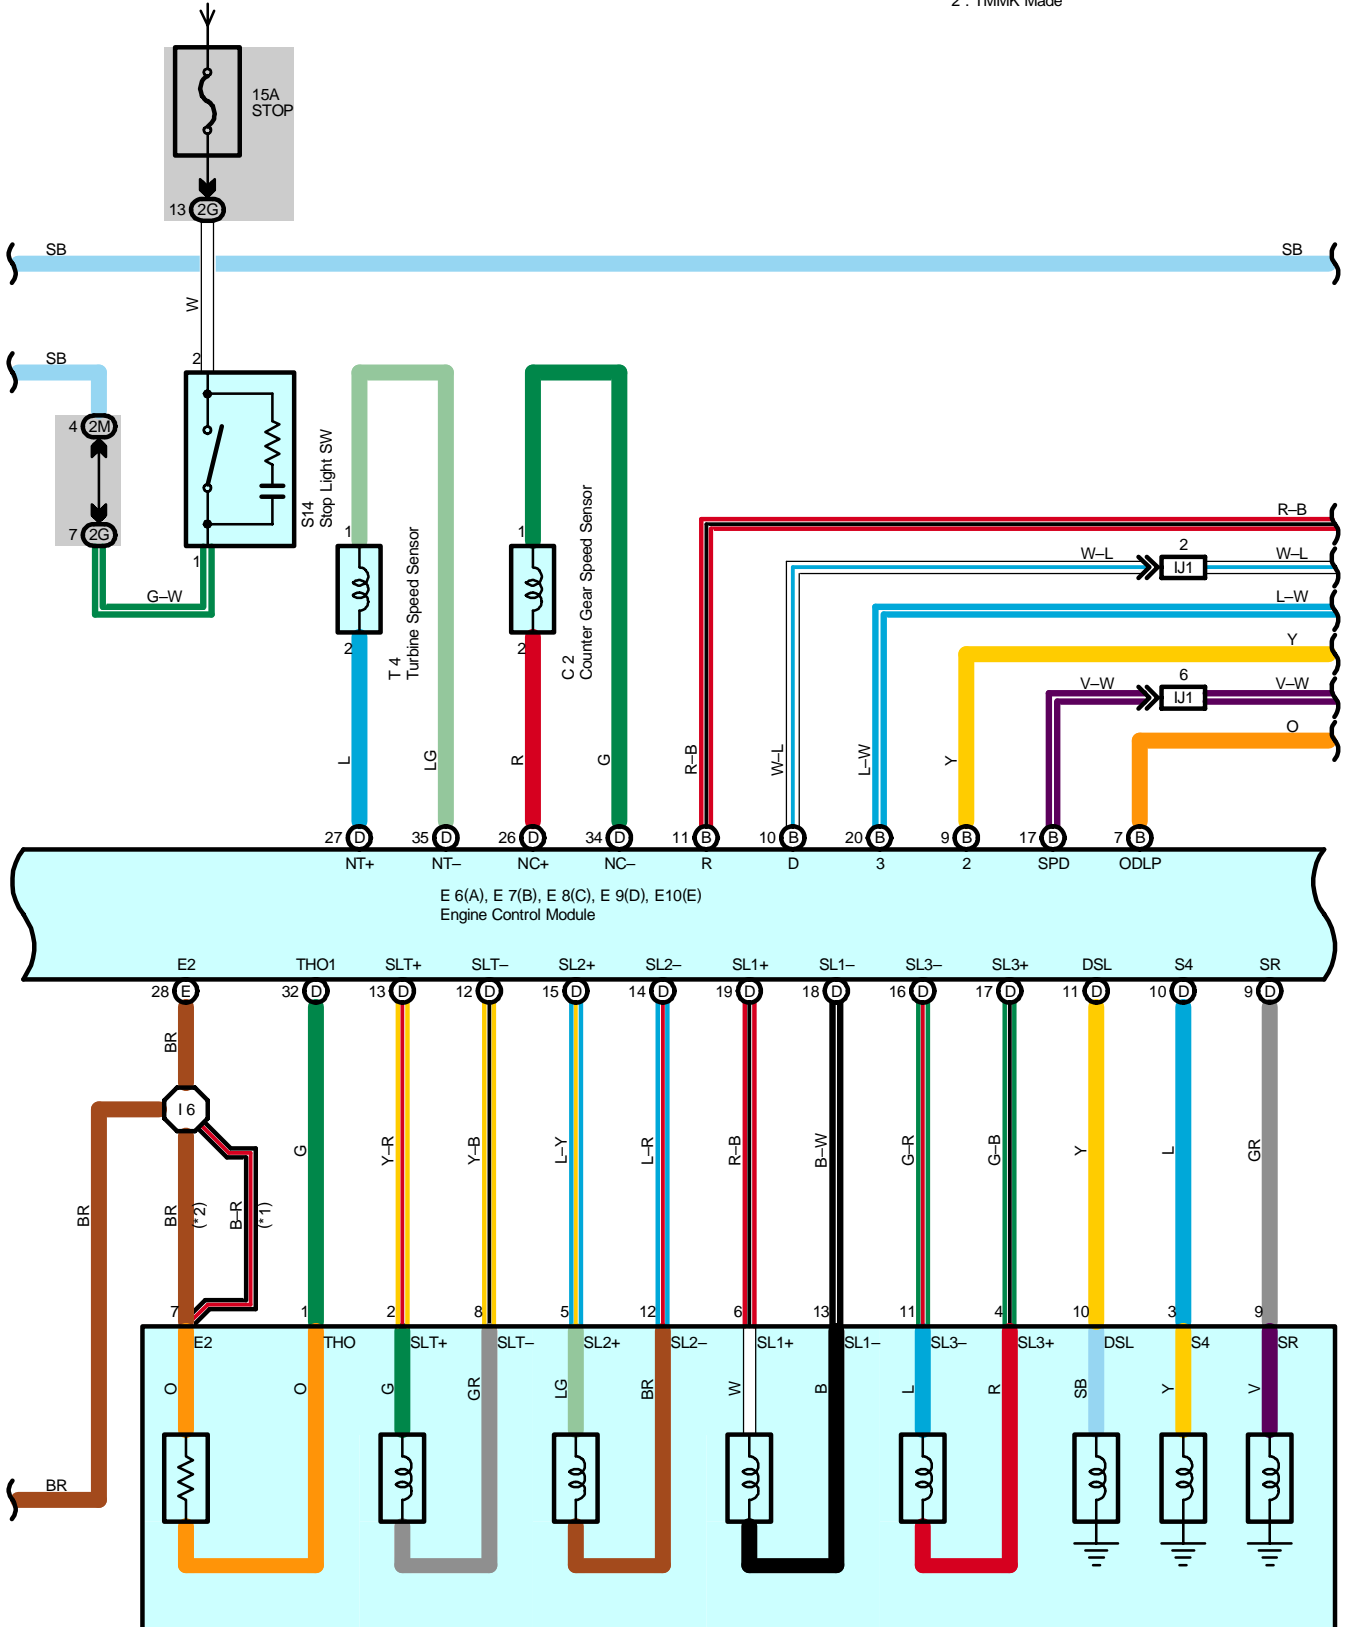 2 : TMMK Made
15A
STOP
13 2G
SB SB
W
SB
2
4 2M
S14
Stop Light SW
7 2G
1
G–W
1
2
T 4
Turbine Speed Sensor
1
2
C 2
Counter Gear Speed Sensor
R–B
W–L 2 IJ1 W–L
L–W
Y
V–W 6 IJ1 V–W
O
L LG R G R–B W–L L–W Y
27 D 35 D 26 D 34 D 11 B 10 B 20 B 9 B 17 B 7 B
NT+ NT– NC+ NC– R D 3 2 SPD ODLP
E 6(A), E 7(B), E 8(C), E 9(D), E10(E)
Engine Control Module
E2 THO1 SLT+ SLT– SL2+ SL2– SL1+ SL1– SL3– SL3+ DSL S4 SR
28 E 32 D 13 D 12 D 15 D 14 D 19 D 18 D 16 D 17 D 11 D 10 D 9 D
BR
I 6
G Y–R Y–B L–Y L–R R–B B–W G–R G–B Y L GR
BR
BR
(*2)
B–R
(*1)
7 1 2 8 5 12 6 13 11 4 10 3 9
E2 THO SLT+ SLT– SL2+ SL2– SL1+ SL1– SL3– SL3+ DSL S4 SR
O O G GR LG BR W B L R SB Y V
BR